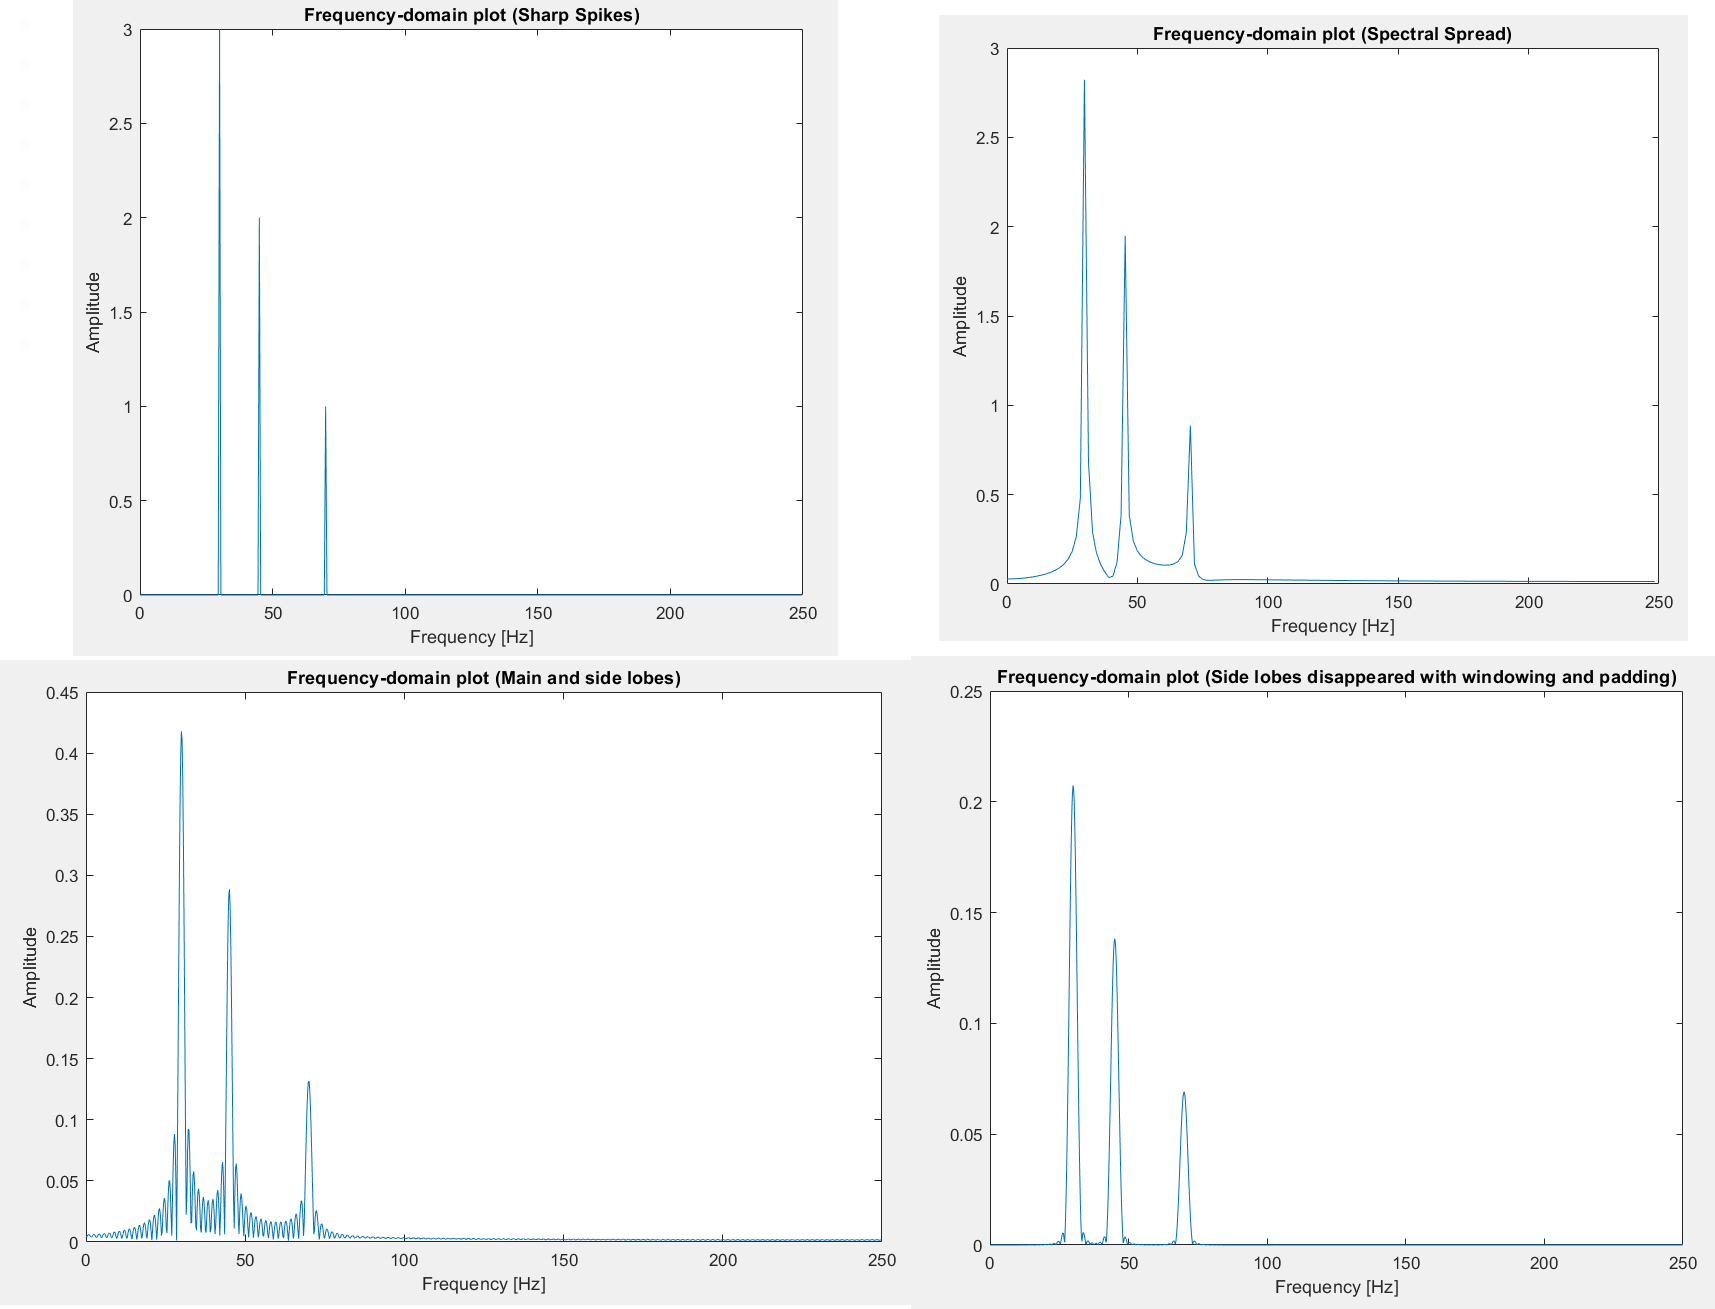 Frequency-domain plot (Sharp Spikes)
3
2.5
2
1.5
1
0.5
0
Amplitude
0 50 100 150 200 250
Frequency [Hz]
Frequency-domain plot (Spectral Spread)
3
2.5
2
1.5
1
0.5
0
Amplitude
0 50 100 150 200 250
Frequency [Hz]
Frequency-domain plot (Main and side lobes)
0.45
0.4
0.35
0.3
0.25
0.2
0.15
0.1
0.05
0
Amplitude
0 50 100 150 200 250
Frequency [Hz]
Frequency-domain plot (Side lobes disappeared with windowing and padding)
0.25
0.2
0.15
0.1
0.05
0
Amplitude
0 50 100 150 200 250
Frequency [Hz]